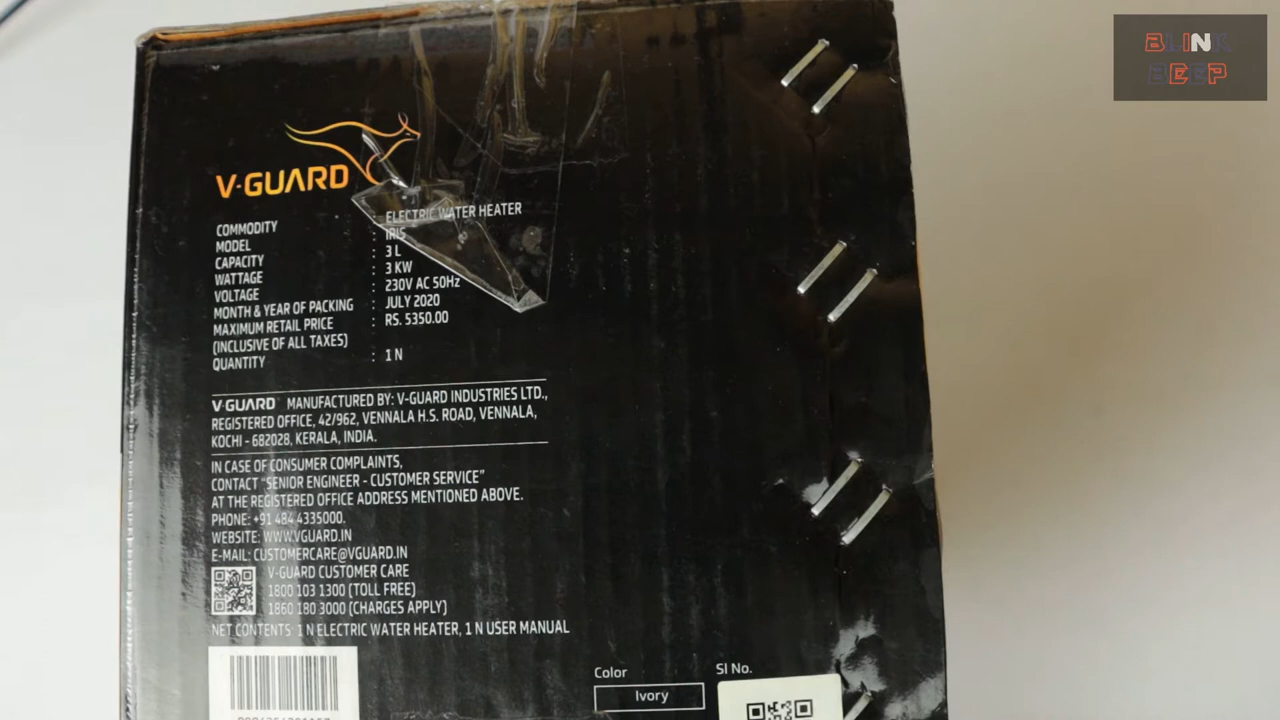 BLINK
BEEP
V-GUARD
COMMODITY : ELECTRIC WATER HEATER
MODEL : IRIS
CAPACITY : 3 L
WATTAGE : 3 KW
VOLTAGE : 230V AC 50Hz
MONTH & YEAR OF PACKING : JULY 2020
MAXIMUM RETAIL PRICE : RS. 5350.00
(INCLUSIVE OF ALL TAXES)
QUANTITY : 1 N
V-GUARD MANUFACTURED BY: V-GUARD INDUSTRIES LTD.,
REGISTERED OFFICE, 42/962, VENNALA H.S. ROAD, VENNALA,
KOCHI - 682028, KERALA, INDIA.
IN CASE OF CONSUMER COMPLAINTS,
CONTACT "SENIOR ENGINEER - CUSTOMER SERVICE"
AT THE REGISTERED OFFICE ADDRESS MENTIONED ABOVE.
PHONE: +91 484 4335000.
WEBSITE: WWW.VGUARD.IN
E-MAIL: CUSTOMERCARE@VGUARD.IN
V-GUARD CUSTOMER CARE
1800 103 1300 (TOLL FREE)
1860 180 3000 (CHARGES APPLY)
NET CONTENTS: 1 N ELECTRIC WATER HEATER, 1 N USER MANUAL
Color
Ivory
SI No.